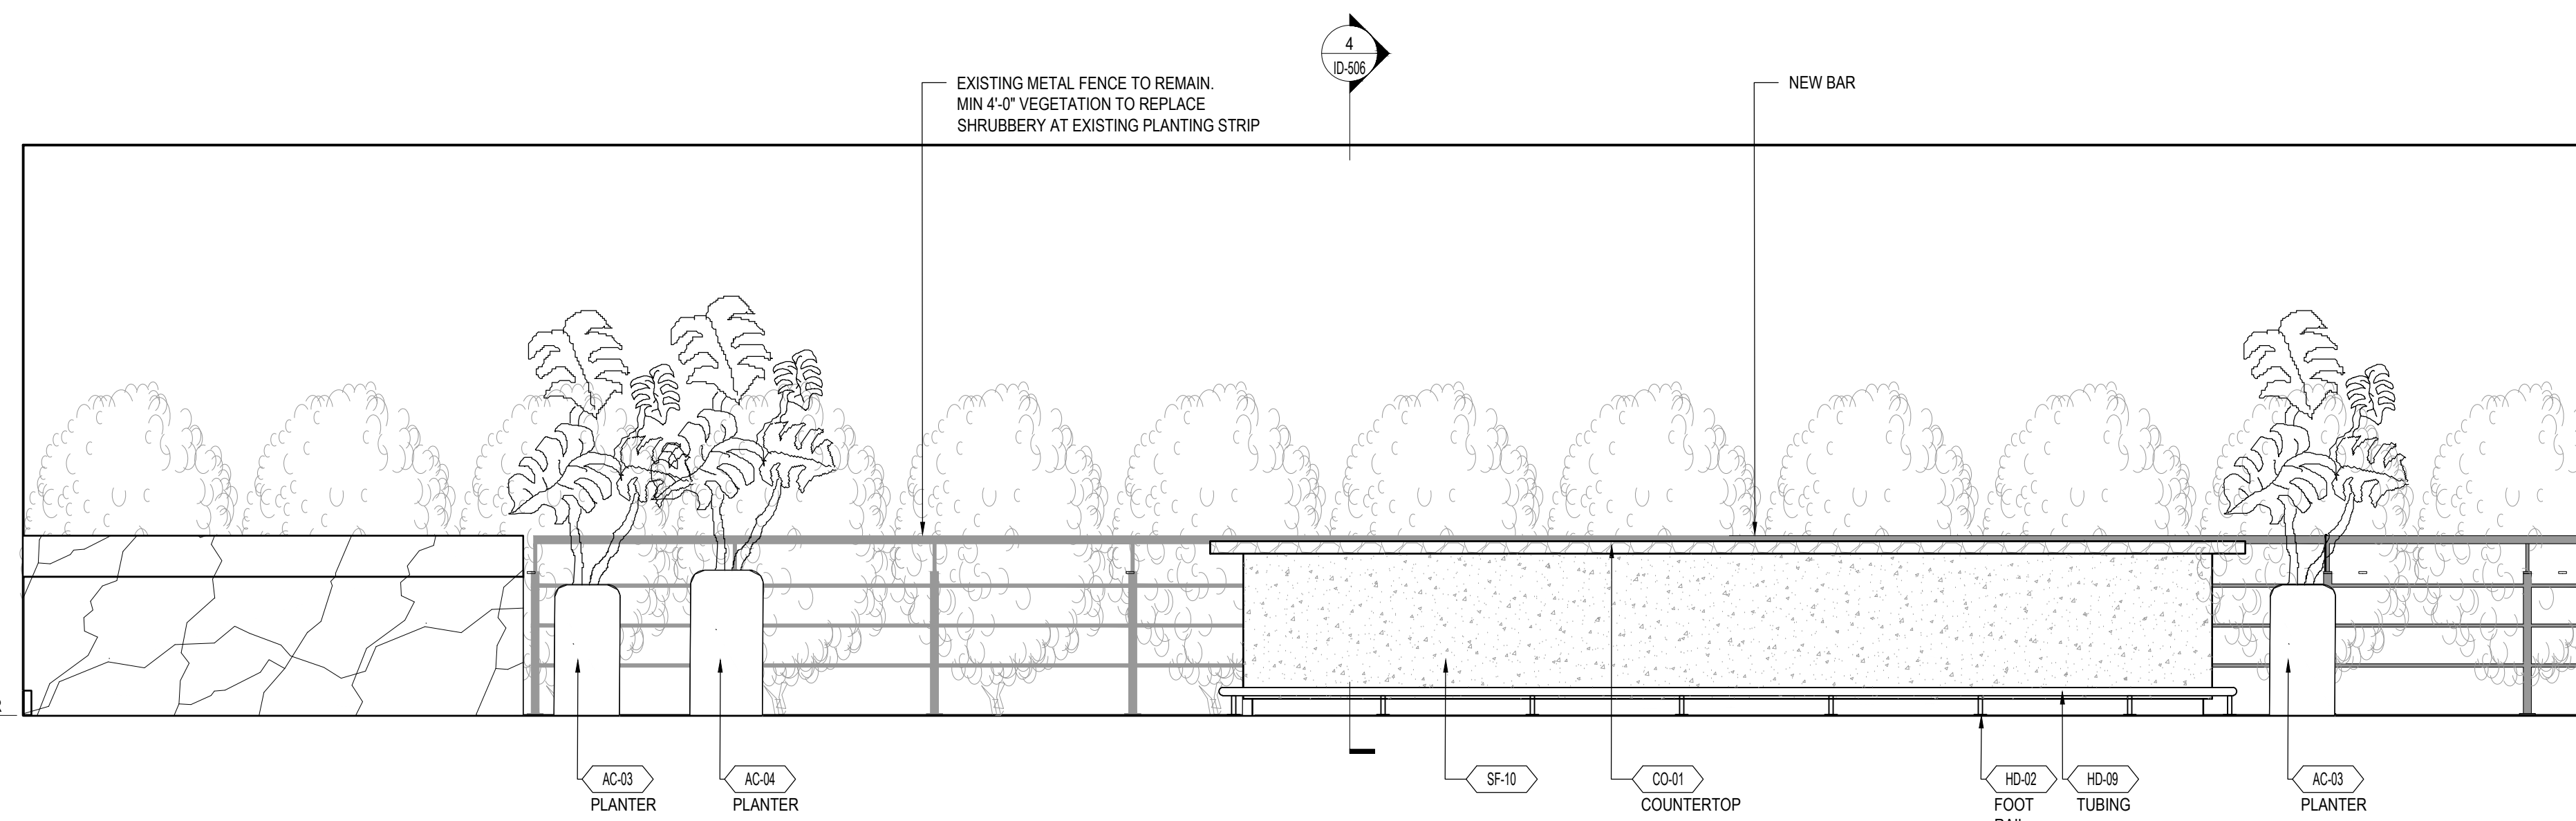 4
ID-506
EXISTING METAL FENCE TO REMAIN.
MIN 4'-0" VEGETATION TO REPLACE
SHRUBBERY AT EXISTING PLANTING STRIP
NEW BAR
AC-03
PLANTER
AC-04
PLANTER
SF-10
CO-01
COUNTERTOP
HD-02
FOOT
HD-09
TUBING
AC-03
PLANTER